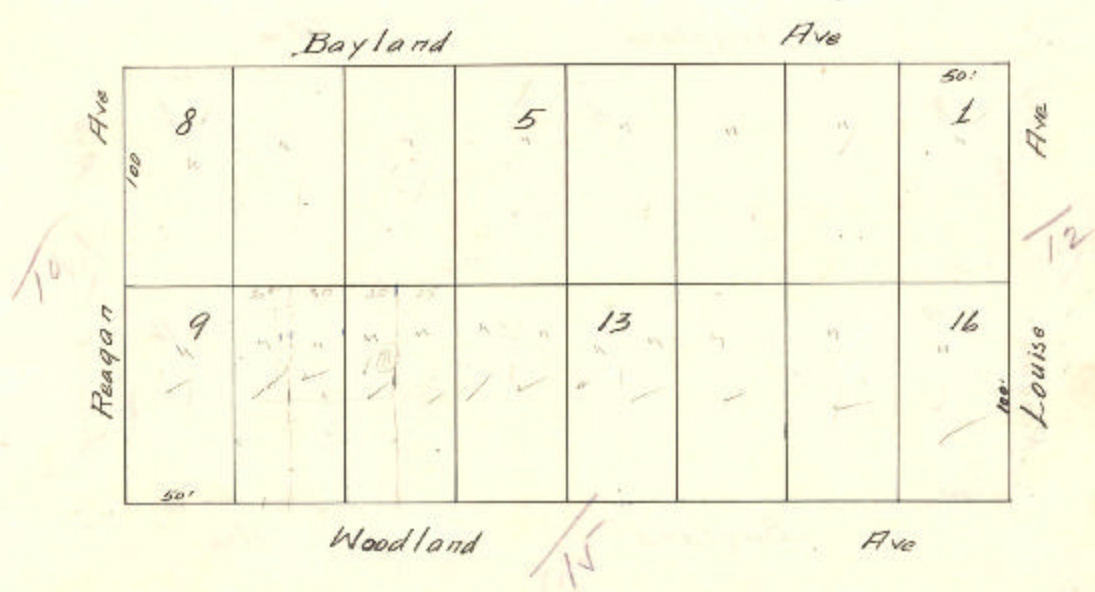 Bayland Ave
50'
Ave 8 5 " " " 1 Ave
100
" " " " "
/10 /12
Reagan 9 13 16 Louise
" " " " " " " " " " " "
100'
50'
Woodland Ave
/15